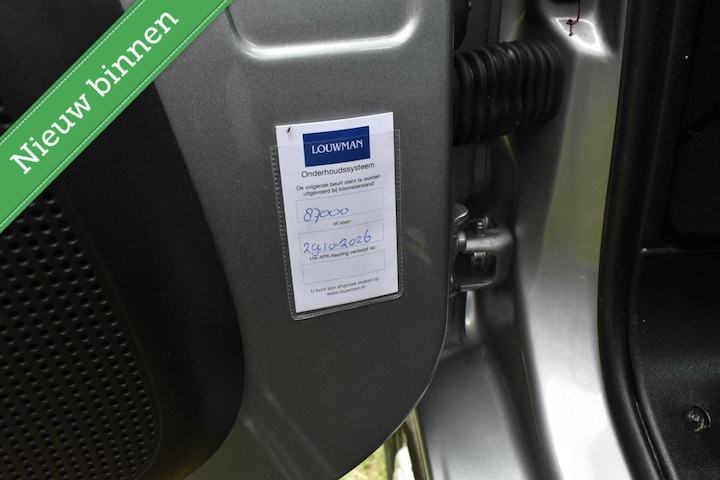 Nieuw binnen
LOUWMAN
Onderhoudssysteem
De volgende beurt dient te worden
uitgevoerd bij kilometerstand:
87000
of voor:
29-10-2026
Uw APK-keuring verloopt op:
U kunt een afspraak maken op
www.louwman.nl